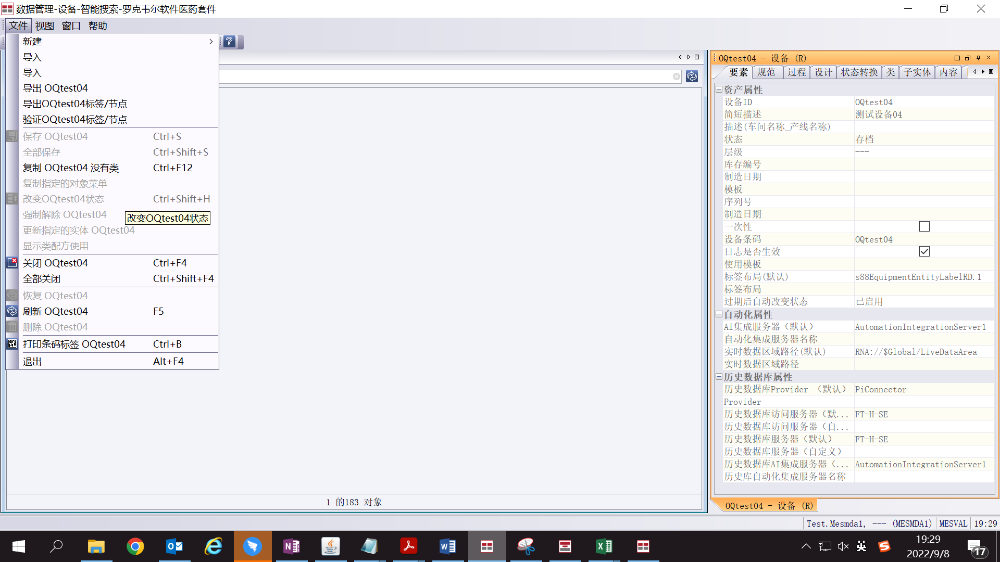 数据管理-设备-智能搜索-罗克韦尔软件医药套件
文件 视图 窗口 帮助
新建
导入
导入
导出 OQtest04
导出OQtest04标签/节点
验证OQtest04标签/节点
保存 OQtest04 Ctrl+S
全部保存 Ctrl+Shift+S
复制 OQtest04 没有类 Ctrl+F12
复制指定的对象菜单
改变OQtest04状态 Ctrl+Shift+H
强制解除 OQtest04
改变OQtest04状态
更新指定的实体 OQtest04
显示类配方使用
关闭 OQtest04 Ctrl+F4
全部关闭 Ctrl+Shift+F4
恢复 OQtest04
刷新 OQtest04 F5
删除 OQtest04
打印条码标签 OQtest04 Ctrl+B
退出 Alt+F4
1 的183 对象
OQtest04 - 设备 (R)
要素 规范 过程 设计 状态转换 类 子实体 内容
资产属性
设备ID OQtest04
简短描述 测试设备04
描述(车间名称_产线名称)
状态 存档
层级 ---
库存编号
制造日期
模板
序列号
制造日期
一次性
设备条码 OQtest04
日志是否生效
使用模板
标签布局(默认) s88EquipmentEntityLabelRD.1
标签布局
过期后自动改变状态 已启用
自动化属性
AI集成服务器（默认） AutomationIntegrationServer1
自动化集成服务器名称
实时数据区域路径(默认) RNA://$Global/LiveDataArea
实时数据区域路径
历史数据库属性
历史数据库Provider （默认） PiConnector
Provider
历史数据库访问服务器（默... FT-H-SE
历史数据库访问服务器（自...
历史数据库服务器（默认） FT-H-SE
历史数据库服务器（自定义）
历史数据库AI集成服务器（... AutomationIntegrationServer1
历史库自动化集成服务器名称
OQtest04 - 设备 (R)
Test.Mesmda1, --- (MESMDA1) MESVAL 19:29
英
19:29
2022/9/8
17